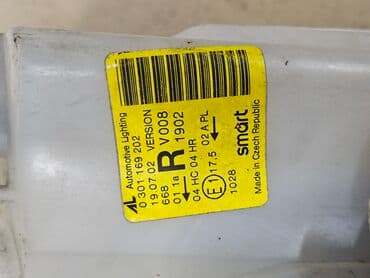 AL Automotive Lighting
0 301 169 202
19 07 02 VERSION
668 R V008
01 1a 1902
04 HC 04 HR
E1 17,5 02 A PL
1028 smart
Made in Czech Republic